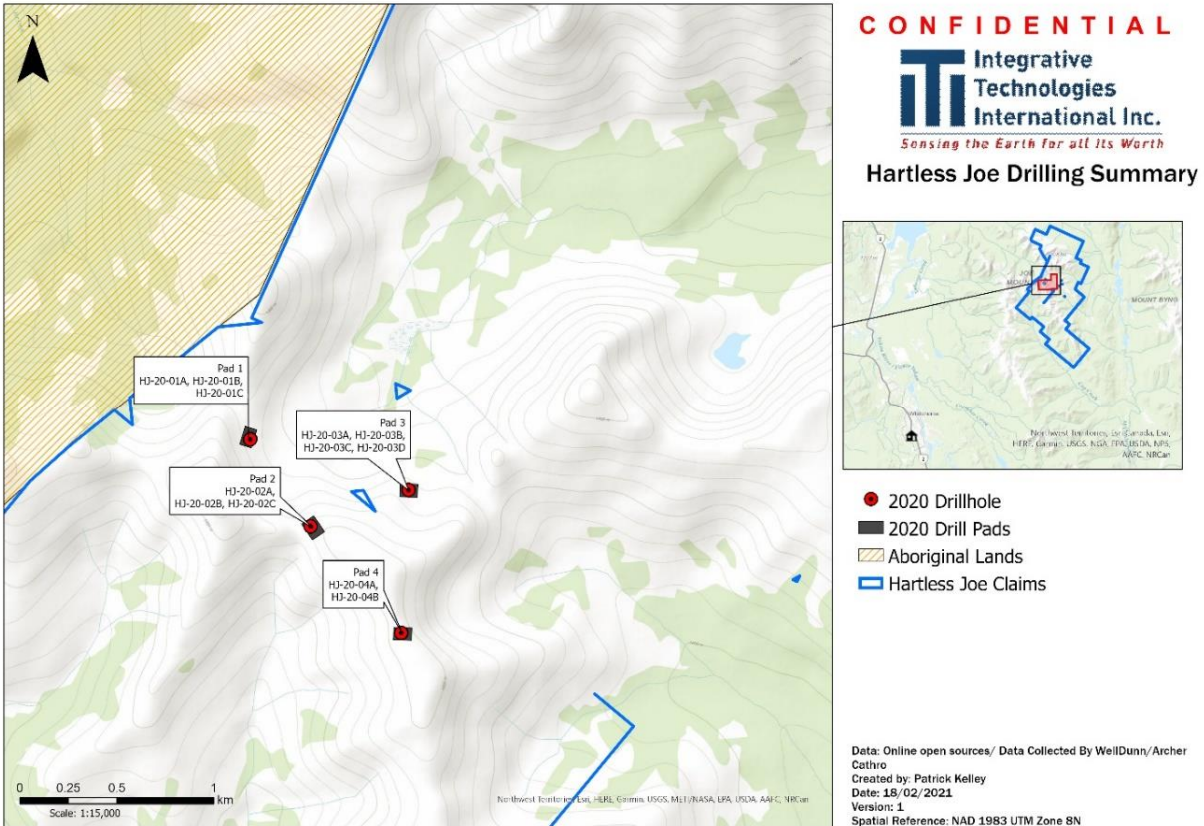 N
Pad 1
HJ-20-01A, HJ-20-01B,
HJ-20-01C
Pad 3
HJ-20-03A, HJ-20-03B,
HJ-20-03C, HJ-20-03D
Pad 2
HJ-20-02A,
HJ-20-02B, HJ-20-02C
Pad 4
HJ-20-04A,
HJ-20-04B
0 0.25 0.5 1
km
Scale: 1:15,000
Northwest Territories, Esri, HERE, Garmin, USGS, METI/NASA, EPA, USDA, AAFC, NRCan
CONFIDENTIAL
ITI
Integrative
Technologies
International Inc.
Sensing the Earth for all Its Worth
Hartless Joe Drilling Summary
MOUNT BYNG
Whitehorse
Northwest Territories, Esri Canada, Esri,
HERE, Garmin, USGS, NGA, EPA, USDA, NPS,
AAFC, NRCan
2020 Drillhole
2020 Drill Pads
Aboriginal Lands
Hartless Joe Claims
Data: Online open sources/ Data Collected By WellDunn/Archer
Cathro
Created by: Patrick Kelley
Date: 18/02/2021
Version: 1
Spatial Reference: NAD 1983 UTM Zone 8N